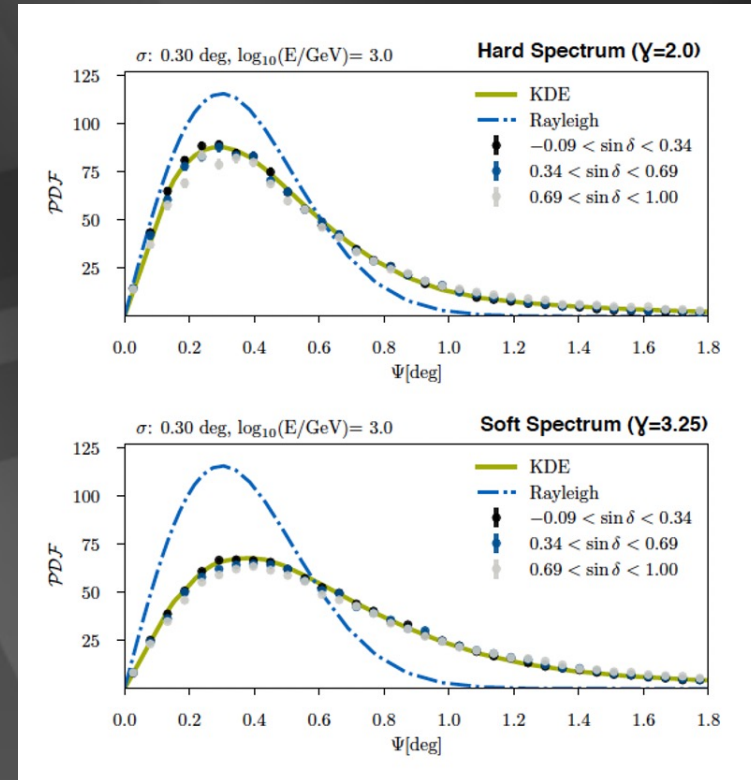 σ: 0.30 deg, log₁₀(E/GeV)= 3.0
Hard Spectrum (Ɣ=2.0)
125
100
75
50
25
PDF
KDE
Rayleigh
−0.09 < sin δ < 0.34
0.34 < sin δ < 0.69
0.69 < sin δ < 1.00
0.0 0.2 0.4 0.6 0.8 1.0 1.2 1.4 1.6 1.8
Ψ[deg]
σ: 0.30 deg, log₁₀(E/GeV)= 3.0
Soft Spectrum (Ɣ=3.25)
125
100
75
50
25
PDF
KDE
Rayleigh
−0.09 < sin δ < 0.34
0.34 < sin δ < 0.69
0.69 < sin δ < 1.00
0.0 0.2 0.4 0.6 0.8 1.0 1.2 1.4 1.6 1.8
Ψ[deg]